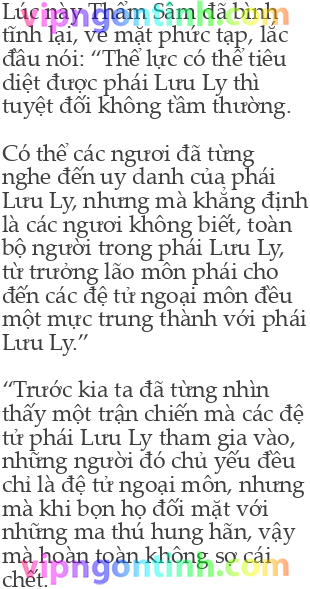 Lúc này Thẩm Sâm đã bình
tĩnh lại, vẻ mặt phức tạp, lắc
đầu nói: “Thế lực có thể tiêu
diệt được phái Lưu Ly thì
tuyệt đối không tầm thường.
Có thể các ngươi đã từng
nghe đến uy danh của phái
Lưu Ly, nhưng mà khẳng định
là các ngươi không biết, toàn
bộ người trong phái Lưu Ly,
từ trưởng lão môn phái cho
đến các đệ tử ngoại môn đều
một mực trung thành với phái
Lưu Ly.”
“Trước kia ta đã từng nhìn
thấy một trận chiến mà các đệ
tử phái Lưu Ly tham gia vào,
những người đó chủ yếu đều
chỉ là đệ tử ngoại môn, nhưng
mà khi bọn họ đối mặt với
những ma thú hung hãn, vậy
mà hoàn toàn không sợ cái
chết.
vipngontinh.com
vipngontinh.com